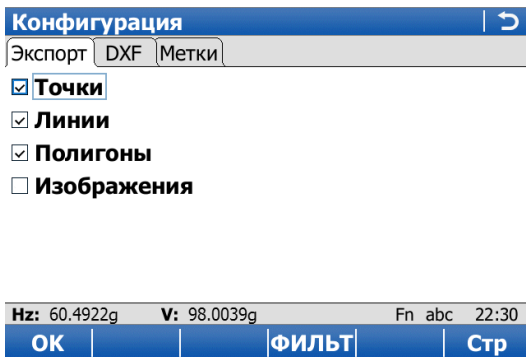 Конфигурация
Экспорт DXF Метки
Точки
Линии
Полигоны
Изображения
Hz: 60.4922g V: 98.0039g Fn abc 22:30
OK ФИЛЬТ Стр